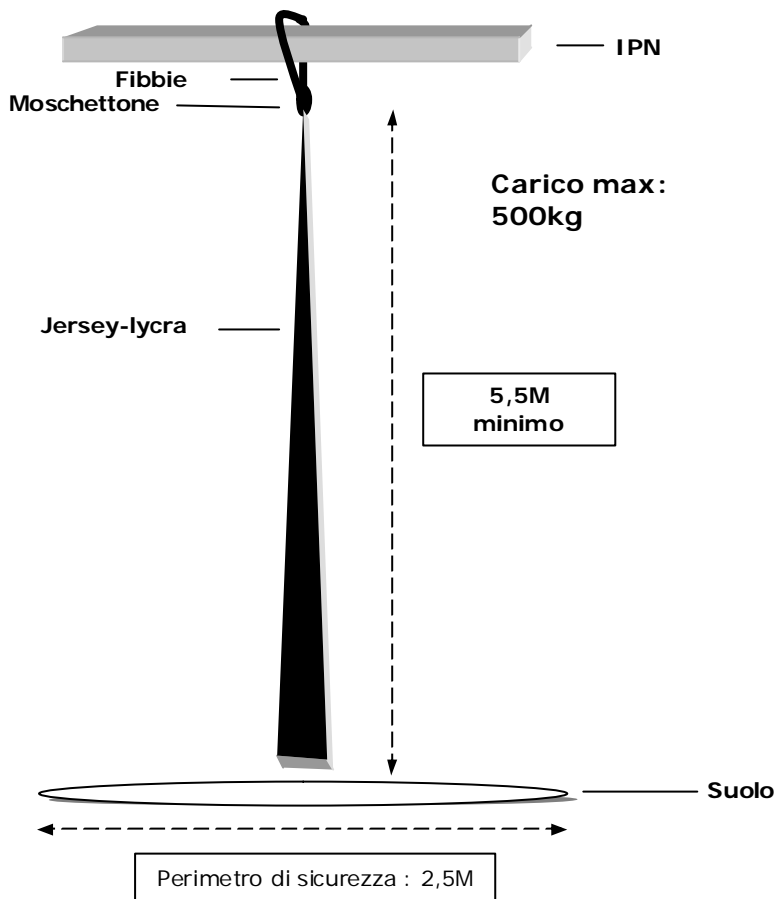 IPN
Fibbie
Moschettone
Carico max:
500kg
Jersey-lycra
5,5M
minimo
Suolo
Perimetro di sicurezza : 2,5M